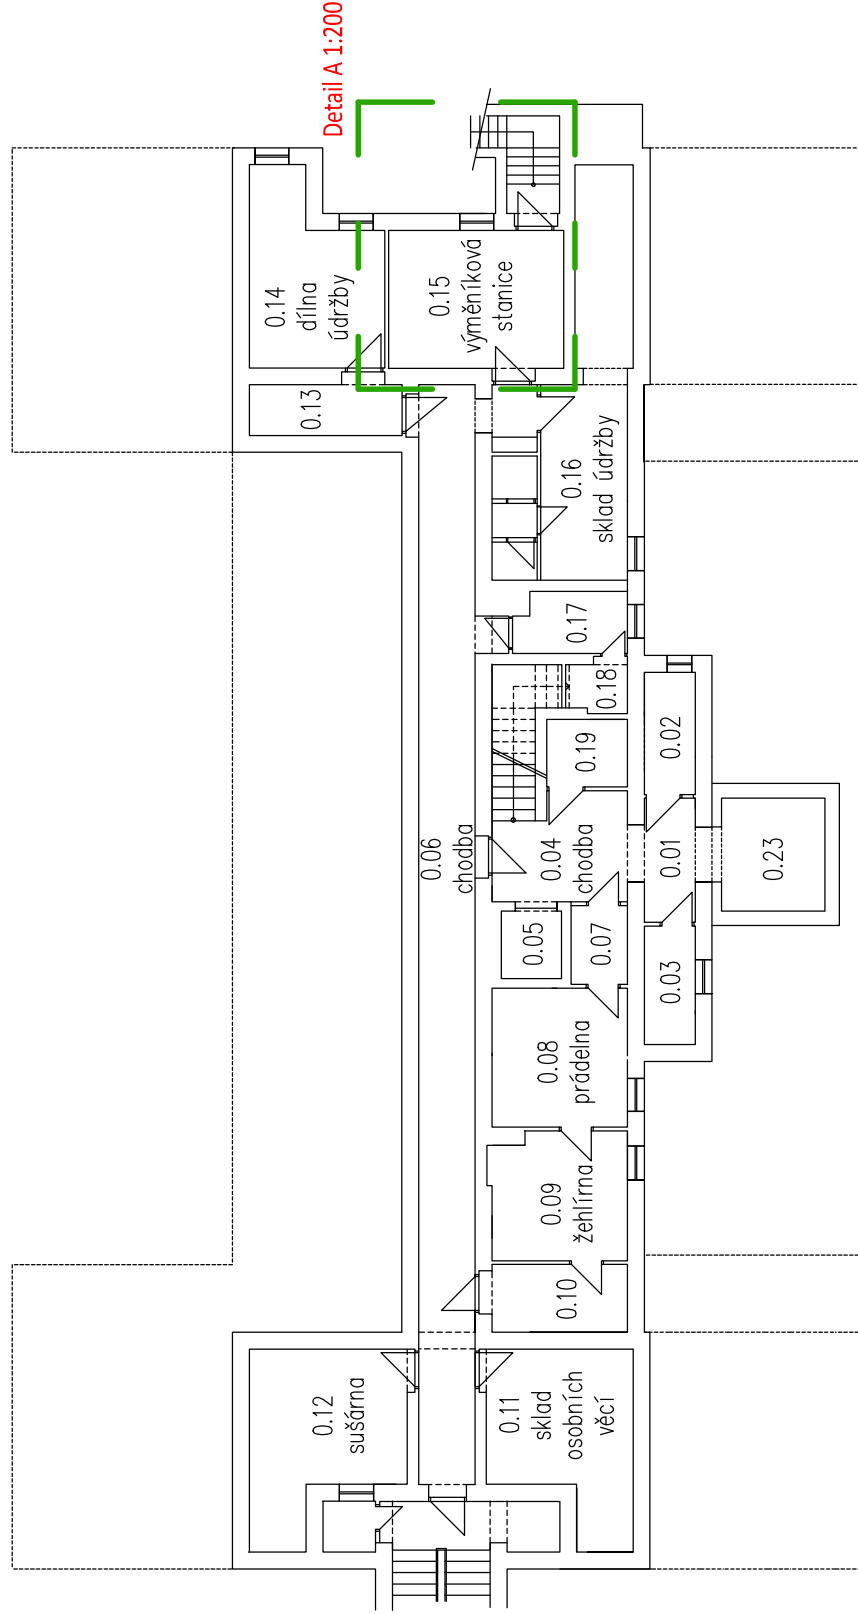 Detail A 1:200
0.14
dílna
údržby
0.15
výměníková
stanice
0.13
0.16
sklad údržby
0.17
0.18
0.19
0.02
0.06
chodba
0.04
chodba
0.01
0.23
0.05
0.07
0.03
0.08
prádelna
0.09
žehlírna
0.10
0.12
sušárna
0.11
sklad
osobních
věcí